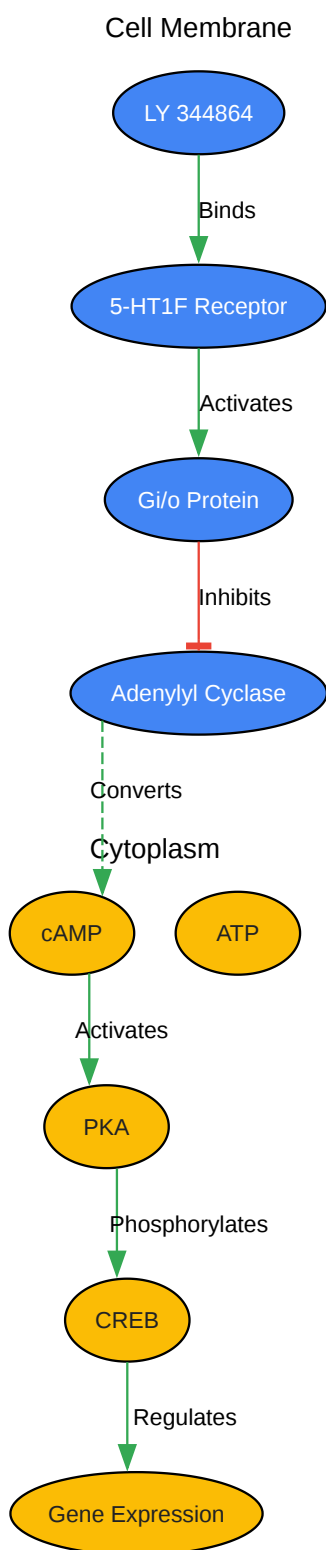 Cell Membrane
LY 344864
Binds
5-HT1F Receptor
Activates
Gi/o Protein
Inhibits
Adenylyl Cyclase
Converts
Cytoplasm
cAMP
ATP
Activates
PKA
Phosphorylates
CREB
Regulates
Gene Expression